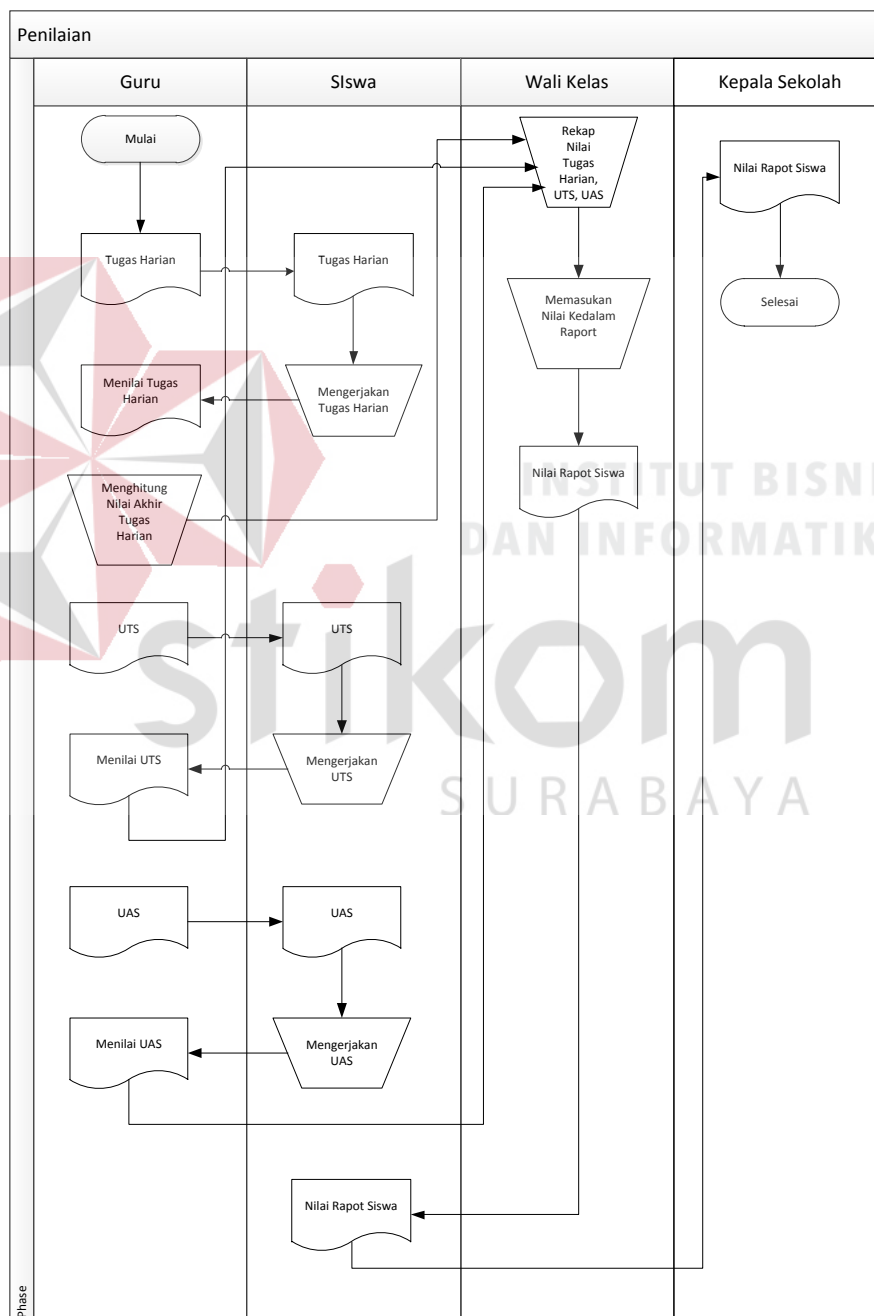 Penilaian
Guru
SIswa
Wali Kelas
Kepala Sekolah
Mulai
Rekap
Nilai
Tugas
Harian,
UTS, UAS
Nilai Rapot Siswa
Tugas Harian
Tugas Harian
Memasukan
Nilai Kedalam
Raport
Selesai
Menilai Tugas
Harian
Mengerjakan
Tugas Harian
Nilai Rapot Siswa
Menghitung
Nilai Akhir
Tugas
Harian
INSTITUT BISNI
DAN INFORMATIK
UTS
UTS
stikom
SURABAYA
Menilai UTS
Mengerjakan
UTS
UAS
UAS
Menilai UAS
Mengerjakan
UAS
Nilai Rapot Siswa
Phase